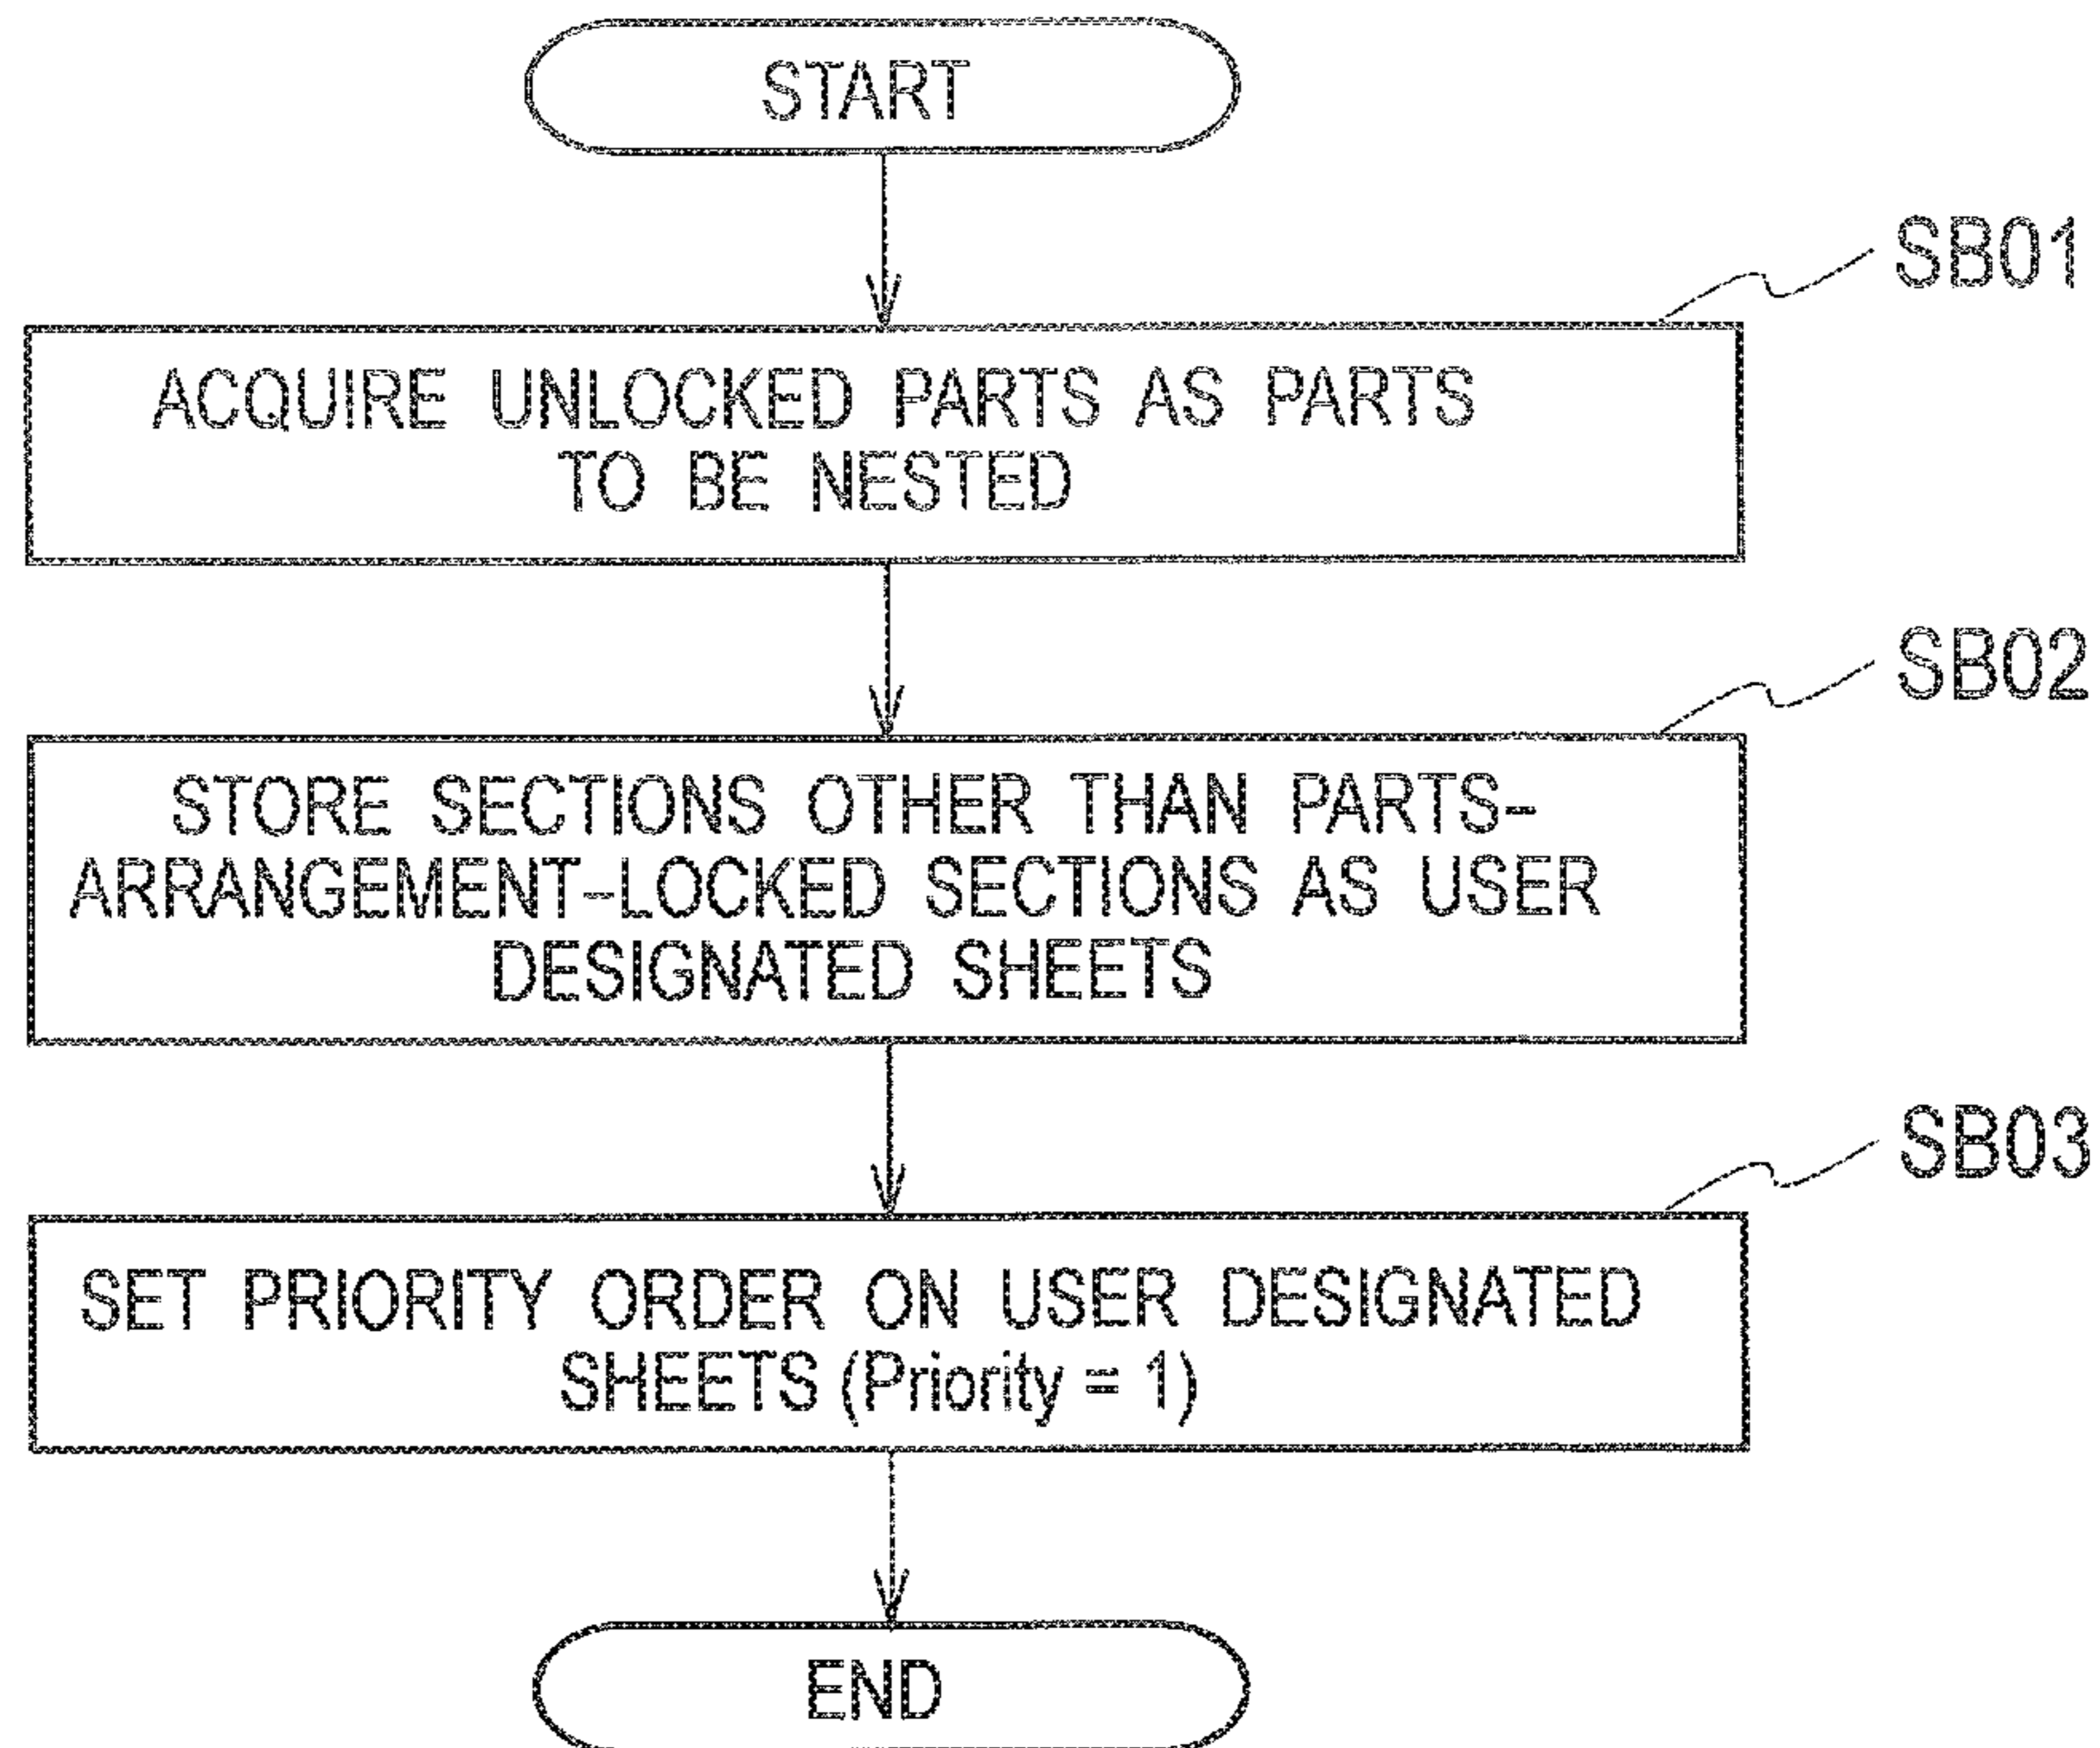 START
SB01
ACQUIRE UNLOCKED PARTS AS PARTS
TO BE NESTED
SB02
STORE SECTIONS OTHER THAN PARTS-
ARRANGEMENT-LOCKED SECTIONS AS USER
DESIGNATED SHEETS
SB03
SET PRIORITY ORDER ON USER DESIGNATED
SHEETS (Priority = 1)
END